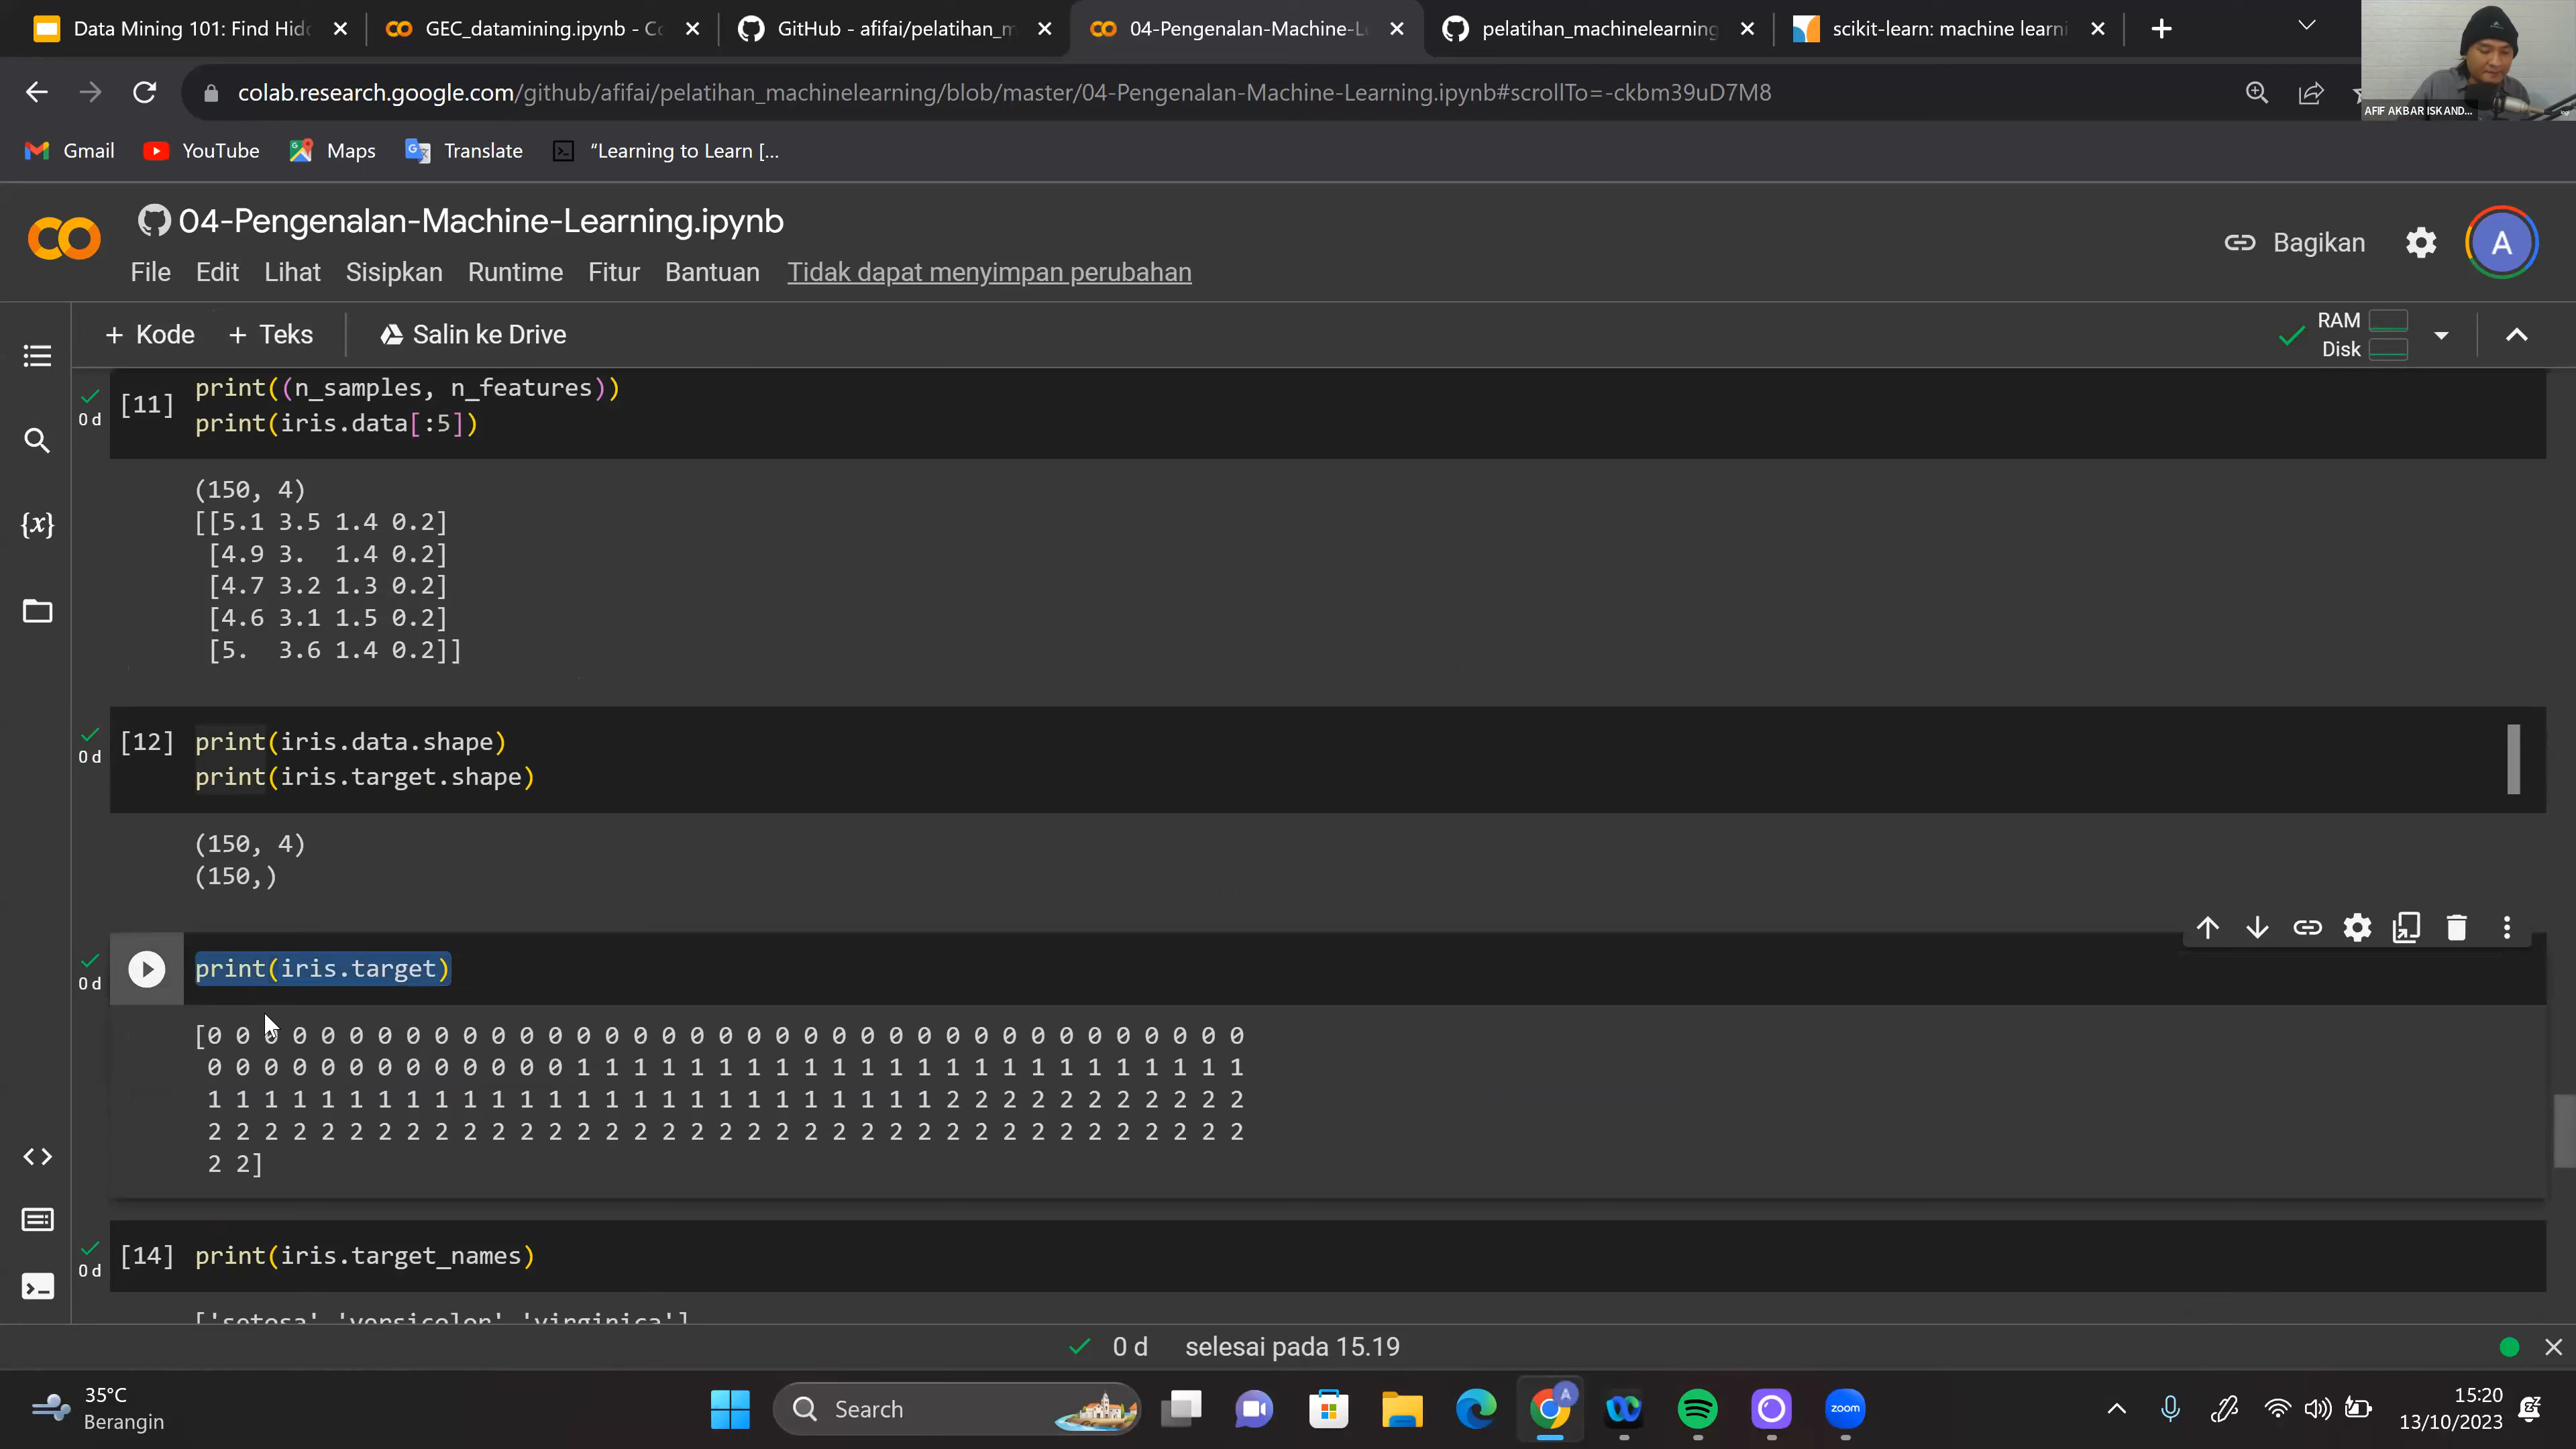 Data Mining 101: Find Hid
GEC_datamining.ipynb - Co
GitHub - afifai/pelatihan_m
04-Pengenalan-Machine-L
pelatihan_machinelearning
scikit-learn: machine learni
colab.research.google.com/github/afifai/pelatihan_machinelearning/blob/master/04-Pengenalan-Machine-Learning.ipynb#scrollTo=-ckbm39uD7M8
AFIF AKBAR ISKAND...
Gmail
YouTube
Maps
Translate
"Learning to Learn [...
04-Pengenalan-Machine-Learning.ipynb
Bagikan
A
File Edit Lihat Sisipkan Runtime Fitur Bantuan Tidak dapat menyimpan perubahan
+ Kode + Teks Salin ke Drive
RAM
Disk
0 d
[11] print((n_samples, n_features))
print(iris.data[:5])
(150, 4)
[[5.1 3.5 1.4 0.2]
[4.9 3. 1.4 0.2]
[4.7 3.2 1.3 0.2]
[4.6 3.1 1.5 0.2]
[5. 3.6 1.4 0.2]]
0 d
[12] print(iris.data.shape)
print(iris.target.shape)
(150, 4)
(150,)
0 d
print(iris.target)
[0 0 0 0 0 0 0 0 0 0 0 0 0 0 0 0 0 0 0 0 0 0 0 0 0 0 0 0 0 0 0 0 0 0 0 0 0
0 0 0 0 0 0 0 0 0 0 0 0 0 1 1 1 1 1 1 1 1 1 1 1 1 1 1 1 1 1 1 1 1 1 1 1 1
1 1 1 1 1 1 1 1 1 1 1 1 1 1 1 1 1 1 1 1 1 1 1 1 1 1 2 2 2 2 2 2 2 2 2 2 2
2 2 2 2 2 2 2 2 2 2 2 2 2 2 2 2 2 2 2 2 2 2 2 2 2 2 2 2 2 2 2 2 2 2 2 2 2
2 2]
0 d
[14] print(iris.target_names)
['setosa' 'versicolor' 'virginica']
0 d selesai pada 15.19
35°C
Berangin
Search
A
zoom
15:20
13/10/2023